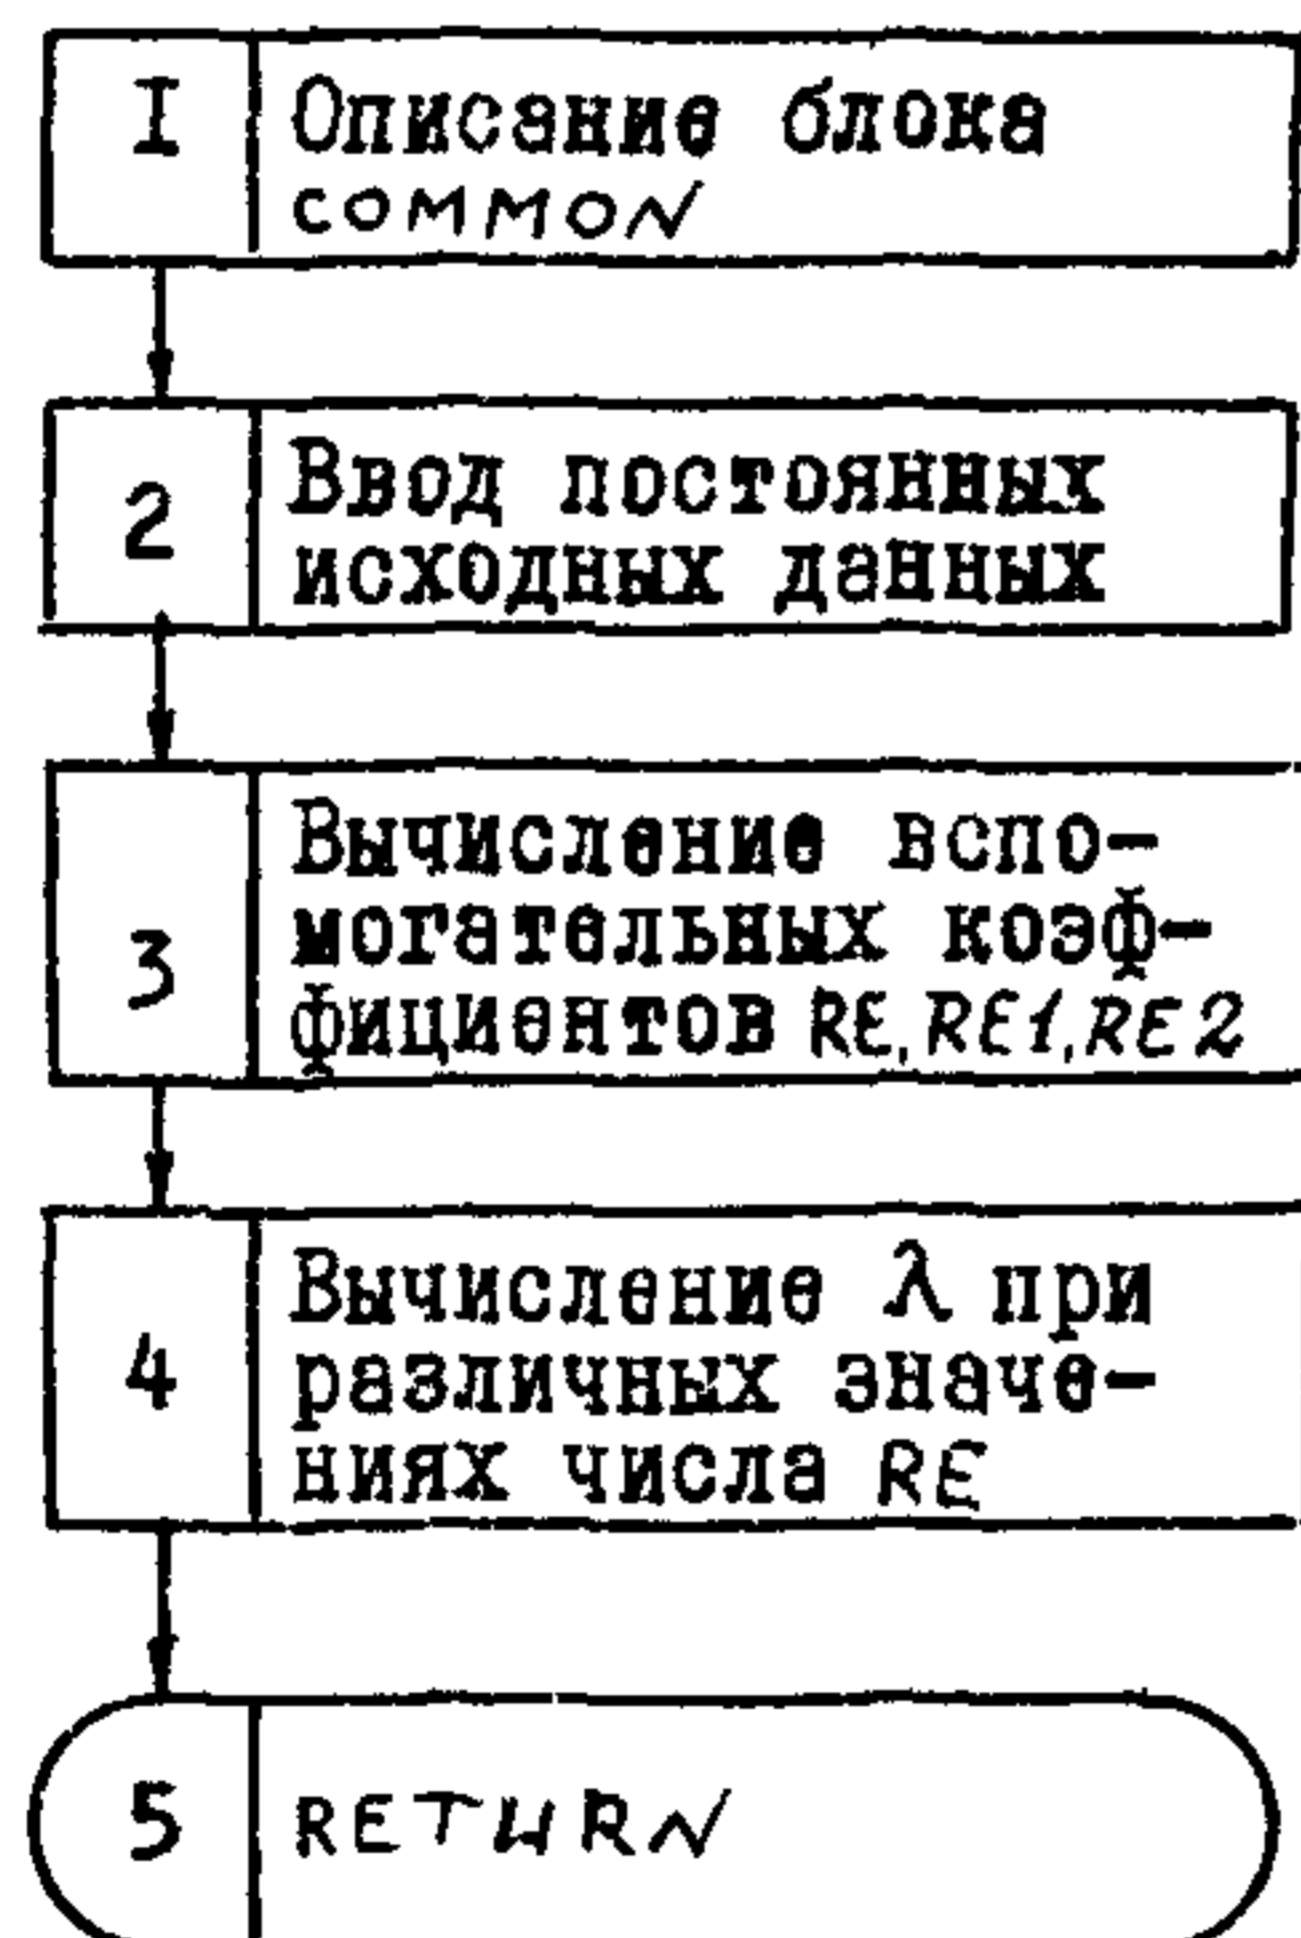 I
Описание блока
COMMON
2
Ввод постоянных
исходных данных
3
Вычисление вспо-
могательных коэф-
фициентов RE, RE1, RE2
4
Вычисление λ при
различных значе-
ниях числа RE
5
RETURN